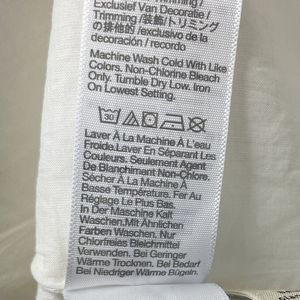 Trimming /
Exclusief Van Decoratie /
Trimming /装飾/トリミング
の排他的 /exclusivo de la
decoración / recordo
Machine Wash Cold With Like
Colors. Non-Chlorine Bleach
Only. Tumble Dry Low. Iron
On Lowest Setting.
30
Laver À La Machine À L'eau
Froide.Laver En Séparant Les
Couleurs. Seulement Agent
De Blanchiment Non-Chlore.
Sécher À La Machine À
Basse Température. Fer Au
Réglage Le Plus Bas.
In Der Maschine Kalt
Waschen.Mit Ähnlichen
Farben Waschen. Nur
Chlorfreies Bleichmittel
Verwenden. Bei Geringer
Wärme Trocknen. Bei Bedarf
Bei Niedriger Wärme Bügeln.